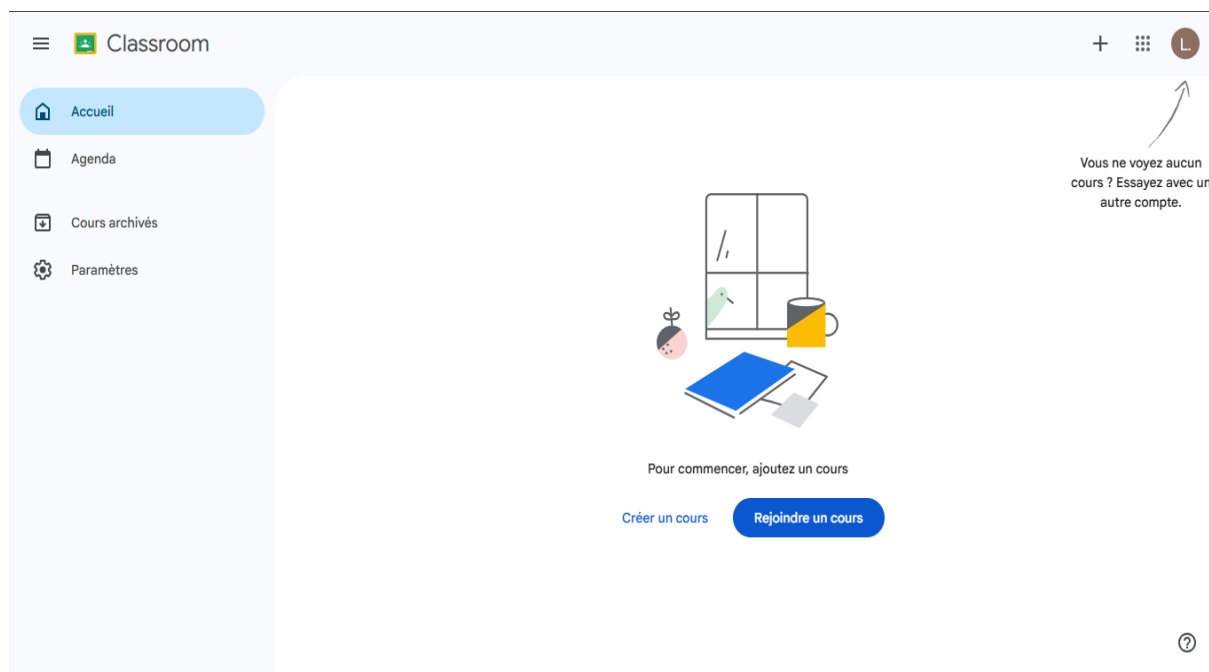 Classroom
L.
Accueil
Agenda
Cours archivés
Paramètres
Vous ne voyez aucun
cours ? Essayez avec un
autre compte.
Pour commencer, ajoutez un cours
Créer un cours
Rejoindre un cours